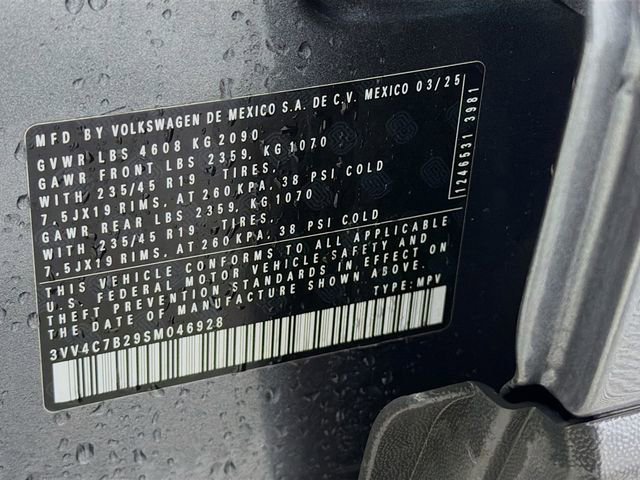 MFD BY VOLKSWAGEN DE MEXICO S.A. DE C.V. MEXICO 03/25
GVWR LBS 4608 KG 2090
GAWR FRONT LBS 2359, KG 1070
WITH 235/45 R19 TIRES,
7.5JX19 RIMS. AT 260 KPA, 38 PSI COLD
GAWR REAR LBS 2359, KG 1070
WITH 235/45 R19 TIRES,
7.5JX19 RIMS. AT 260 KPA, 38 PSI COLD
THIS VEHICLE CONFORMS TO ALL APPLICABLE
U.S. FEDERAL MOTOR VEHICLE SAFETY AND
THEFT PREVENTION STANDARDS IN EFFECT ON
THE DATE OF MANUFACTURE SHOWN ABOVE.
TYPE: MPV
3VV4C7B29SM046928
1246531 3981